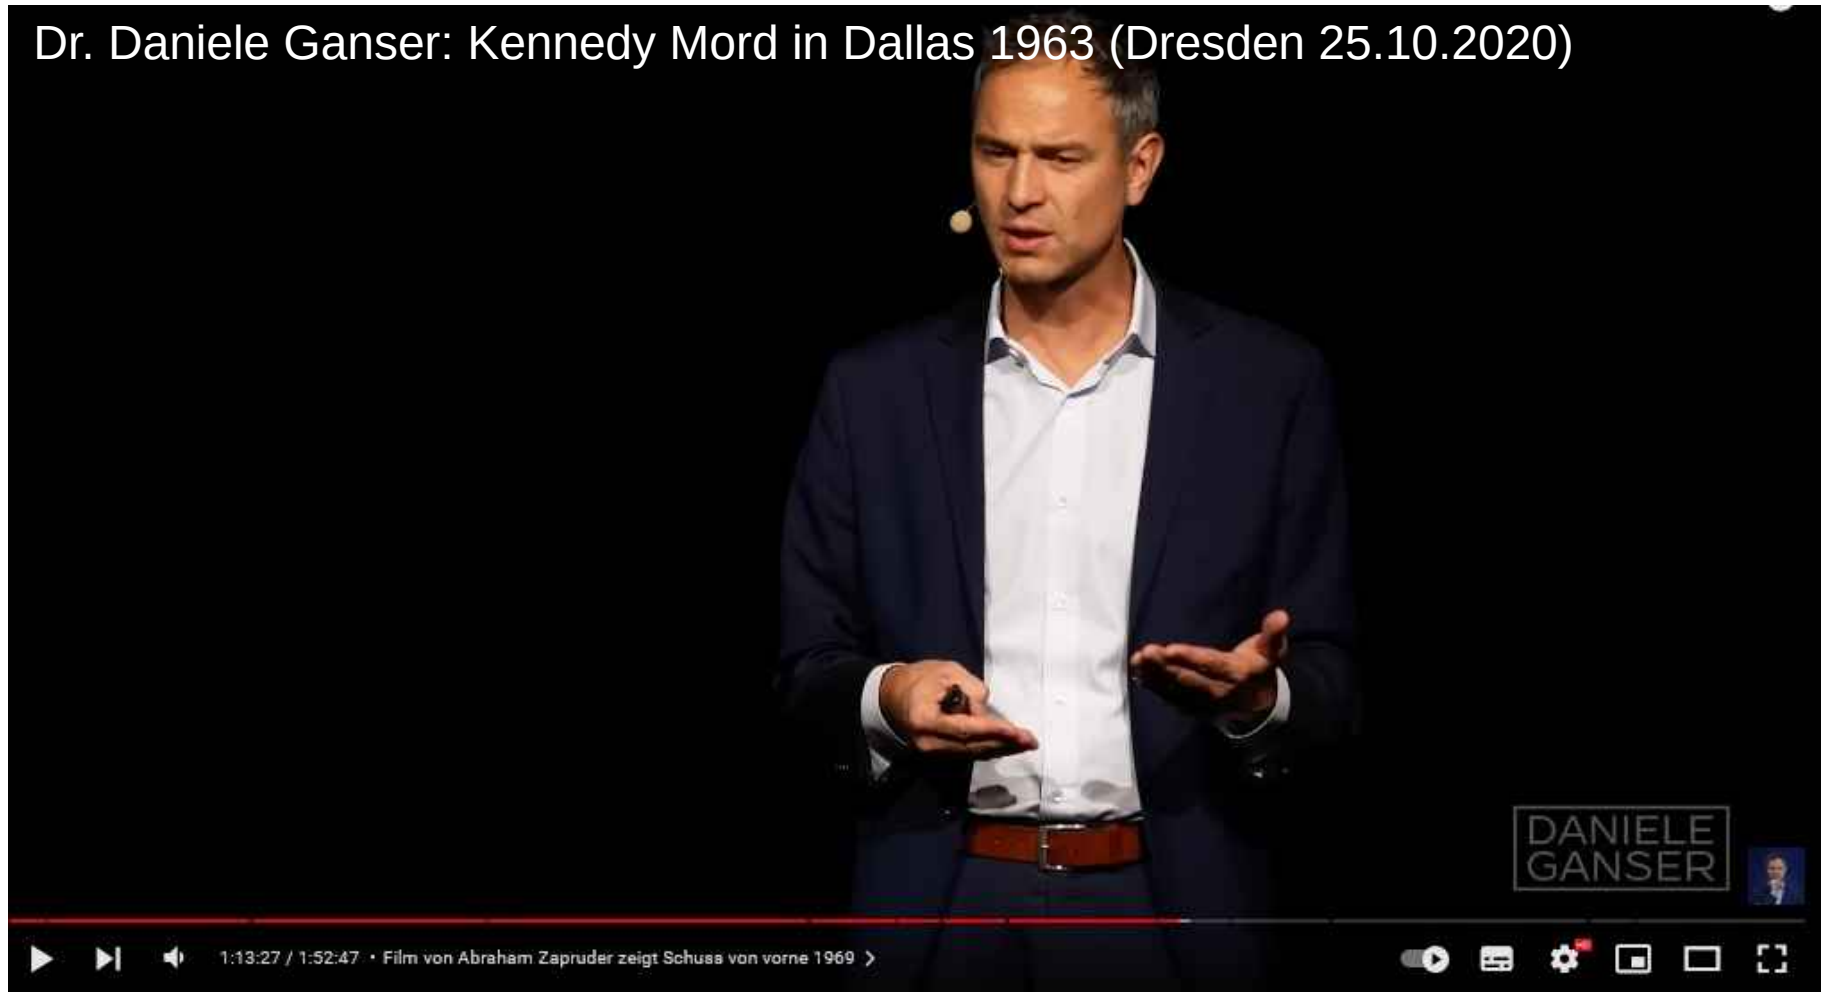 Dr. Daniele Ganser: Kennedy Mord in Dallas 1963 (Dresden 25.10.2020)
DANIELE
GANSER
1:13:27 / 1:52:47 • Film von Abraham Zapruder zeigt Schuss von vorne 1969 >